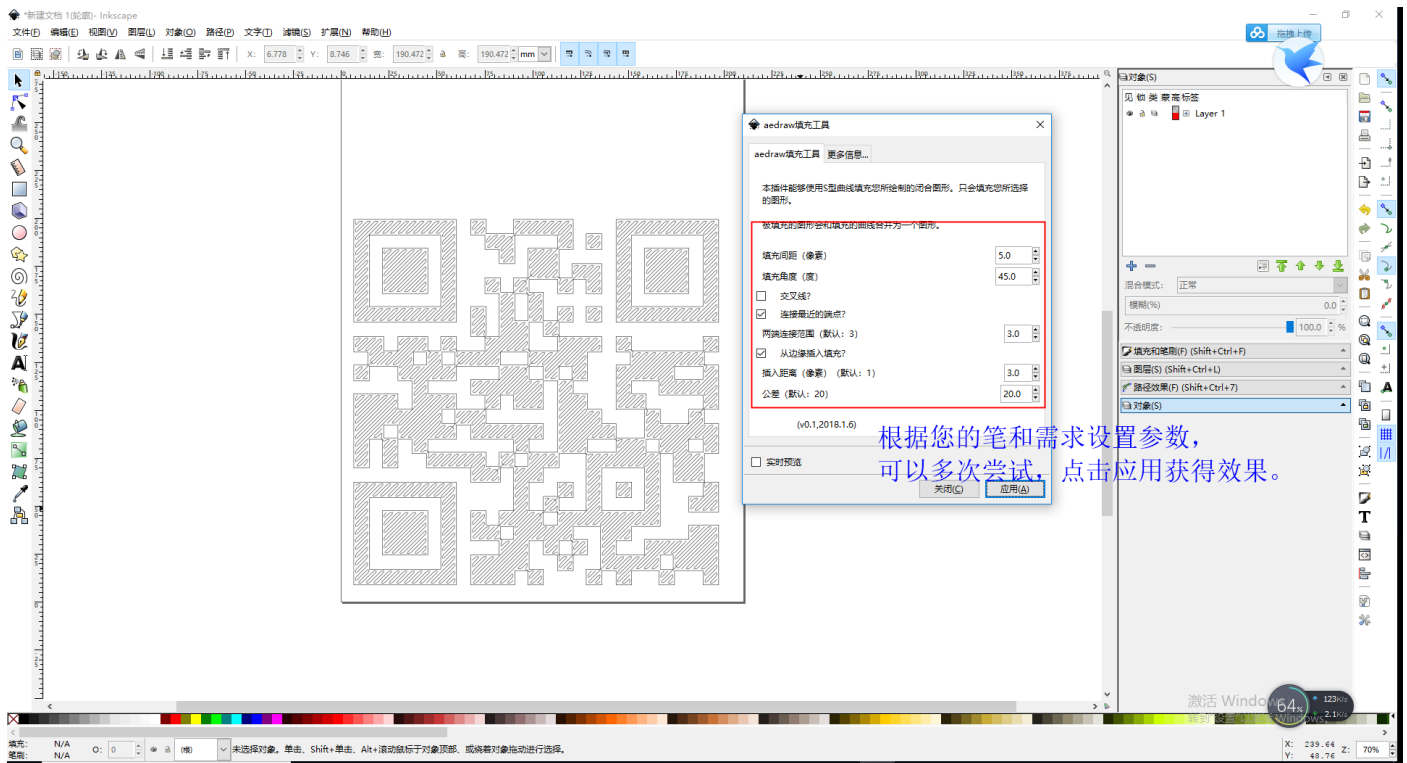 *新建文档 1(轮廓)- Inkscape
文件(F) 编辑(E) 视图(V) 图层(L) 对象(O) 路径(P) 文字(T) 滤镜(S) 扩展(N) 帮助(H)
拖拽上传
X: 6.778 Y: 8.746 宽: 190.472 高: 190.472 mm
对象(S)
见 锁 类 蒙 高 标签
Layer 1
aedraw填充工具
aedraw填充工具 更多信息...
本插件能够使用S型曲线填充您所绘制的闭合图形。只会填充您所选择
的图形。
被填充的图形会和填充的曲线合并为一个图形。
填充间距（像素） 5.0
填充角度（度） 45.0
交叉线?
连接最近的端点?
两端连接范围（默认：3） 3.0
从边缘插入填充?
插入距离（像素）（默认：1） 3.0
公差（默认：20） 20.0
(v0.1,2018.1.6)
实时预览
关闭(C) 应用(A)
根据您的笔和需求设置参数，
可以多次尝试，点击应用获得效果。
混合模式: 正常
模糊(%) 0.0
不透明度: 100.0 %
填充和笔刷(F) (Shift+Ctrl+F)
图层(S) (Shift+Ctrl+L)
路径效果(F) (Shift+Ctrl+7)
对象(S)
激活 Windows
64%
123K/s
2.1K/s
填充: N/A
笔刷: N/A
O: 0
(根)
未选择对象。单击、Shift+单击、Alt+滚动鼠标于对象顶部、或绕着对象拖动进行选择。
X: 239.64
Y: 48.76
Z: 70%